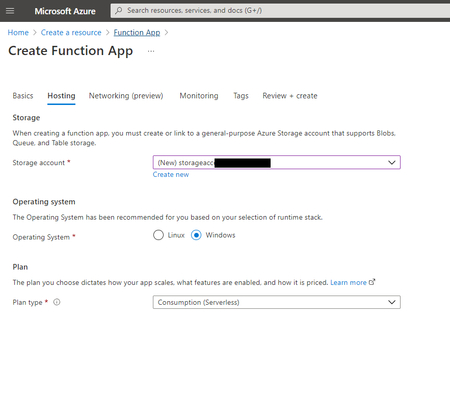 Microsoft Azure
Search resources, services, and docs (G+/)
Home > Create a resource > Function App >
Create Function App ...
Basics Hosting Networking (preview) Monitoring Tags Review + create
Storage
When creating a function app, you must create or link to a general-purpose Azure Storage account that supports Blobs,
Queue, and Table storage.
Storage account * (New) storageacc
Create new
Operating system
The Operating System has been recommended for you based on your selection of runtime stack.
Operating System * Linux Windows
Plan
The plan you choose dictates how your app scales, what features are enabled, and how it is priced. Learn more
Plan type * Consumption (Serverless)